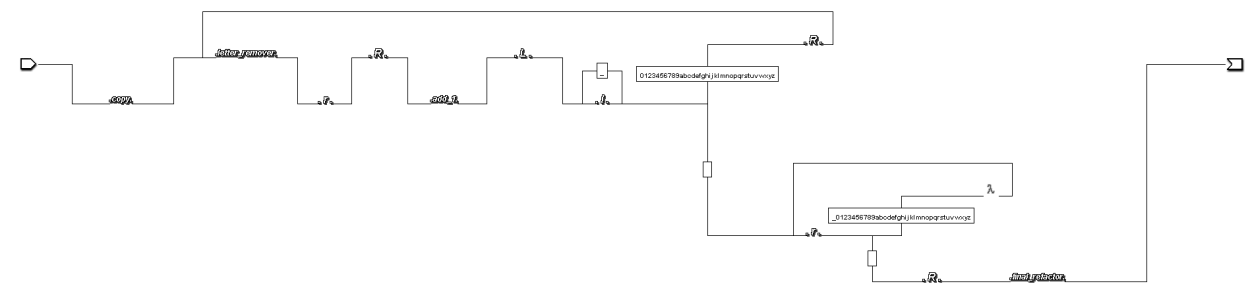 .letter_remover.
.R.
.L.
.R.
.copy.
.r.
.add_1.
_
.l.
0123456789abcdefghijklmnopqrstuvwxyz
λ
_0123456789abcdefghijklmnopqrstuvwxyz
.r.
.R.
.final_refactor.